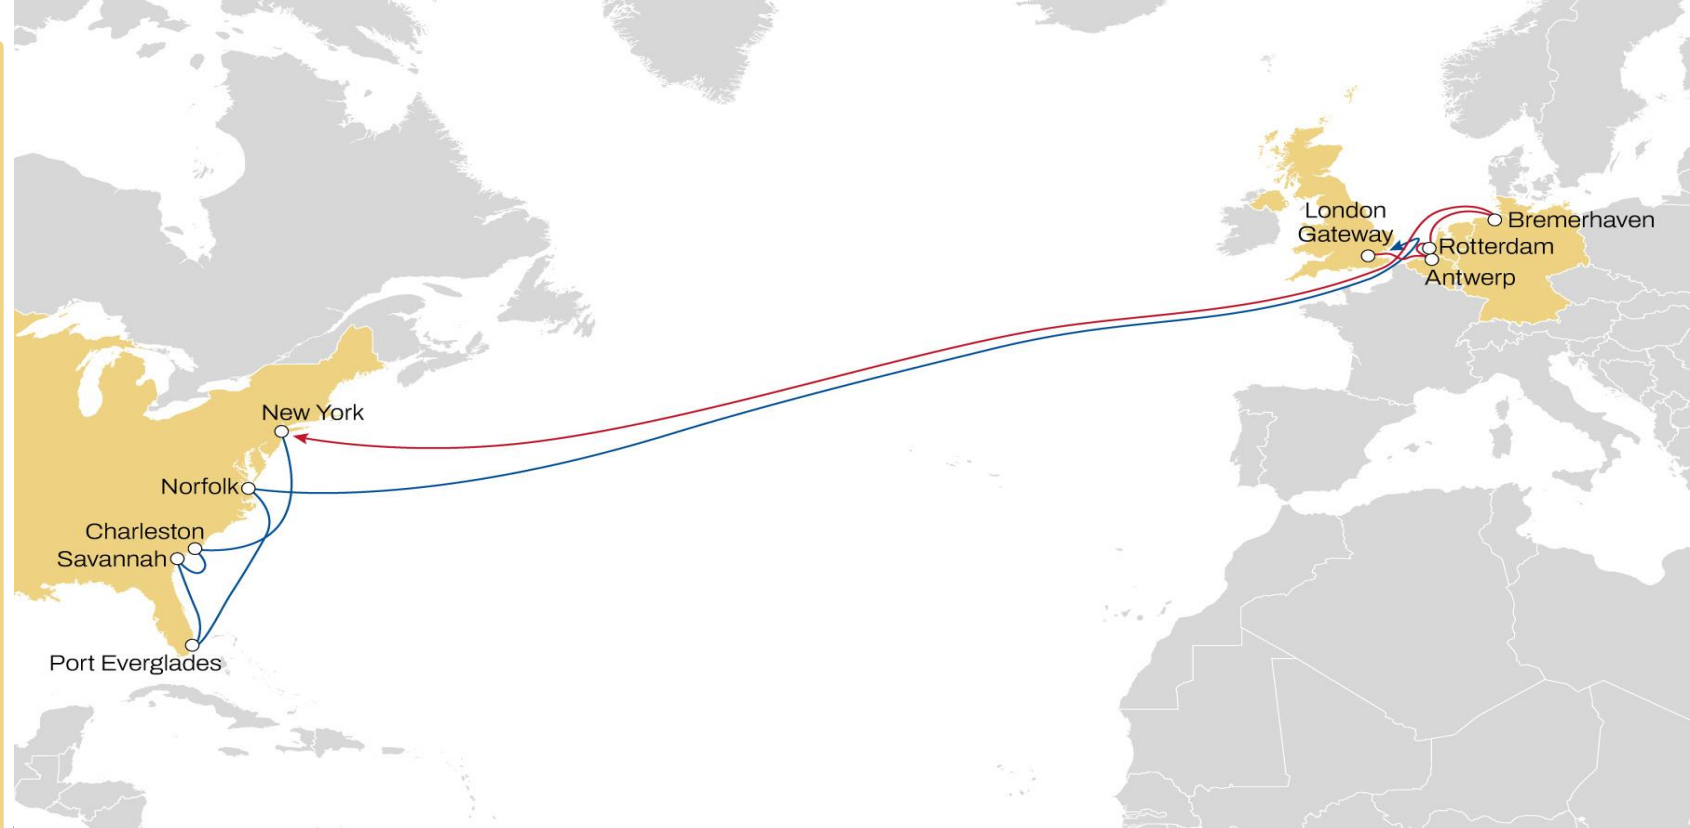 London
Gateway
Bremerhaven
Rotterdam
Antwerp
New York
Norfolk
Charleston
Savannah
Port Everglades